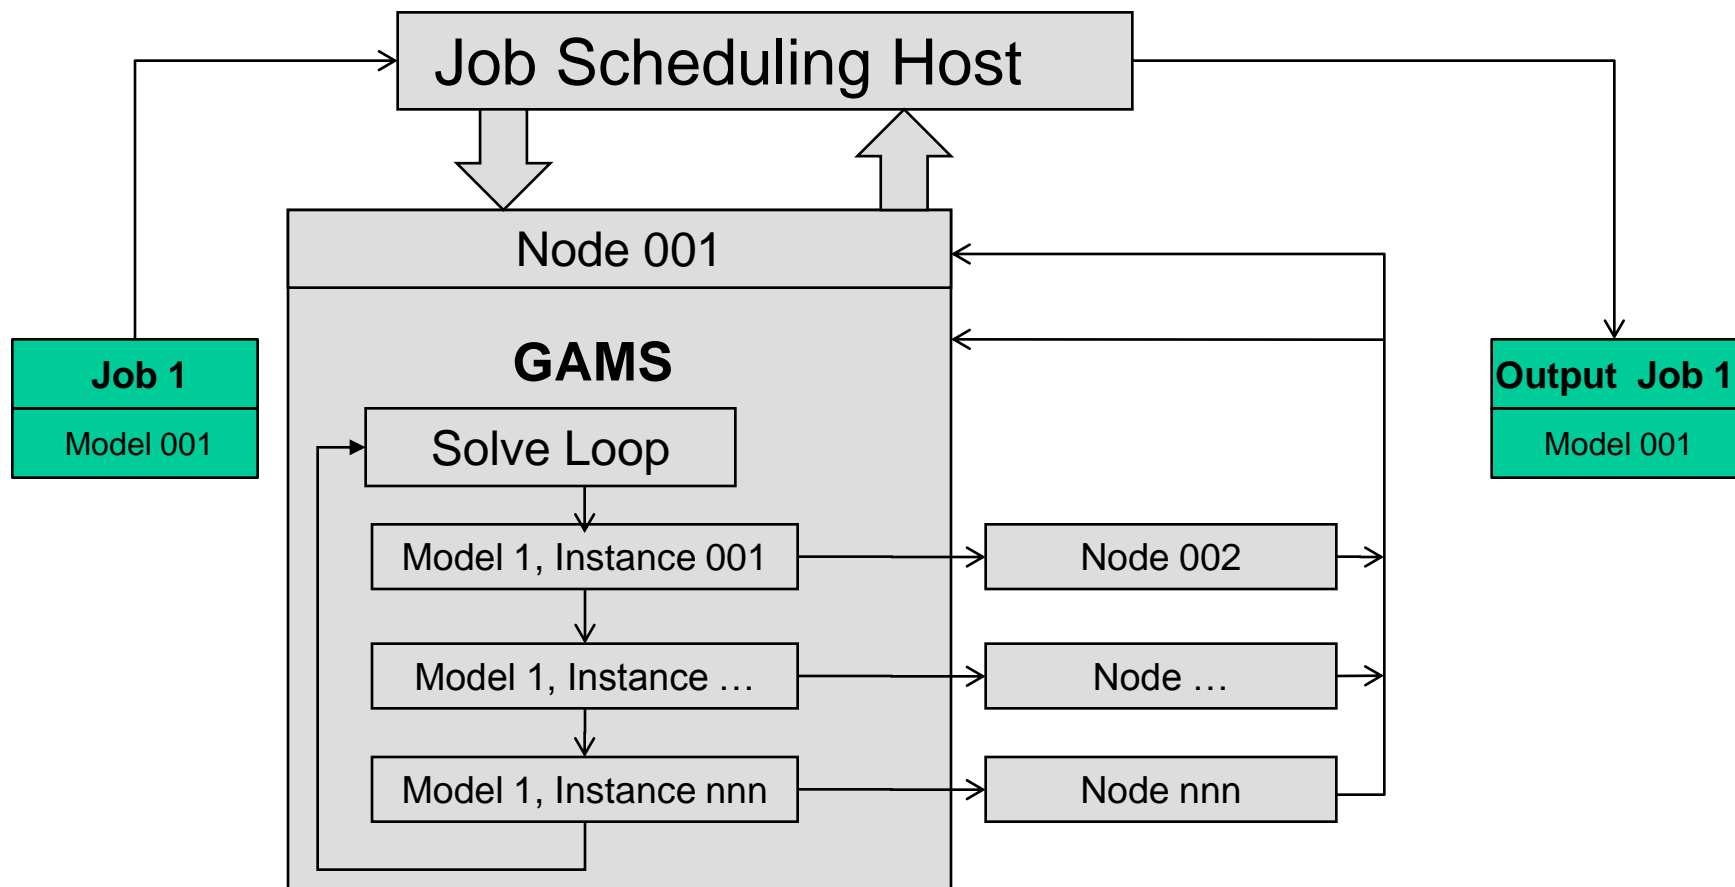 Job Scheduling Host
Node 001
GAMS
Job 1
Model 001
Output Job 1
Model 001
Solve Loop
Model 1, Instance 001
Node 002
Model 1, Instance …
Node …
Model 1, Instance nnn
Node nnn